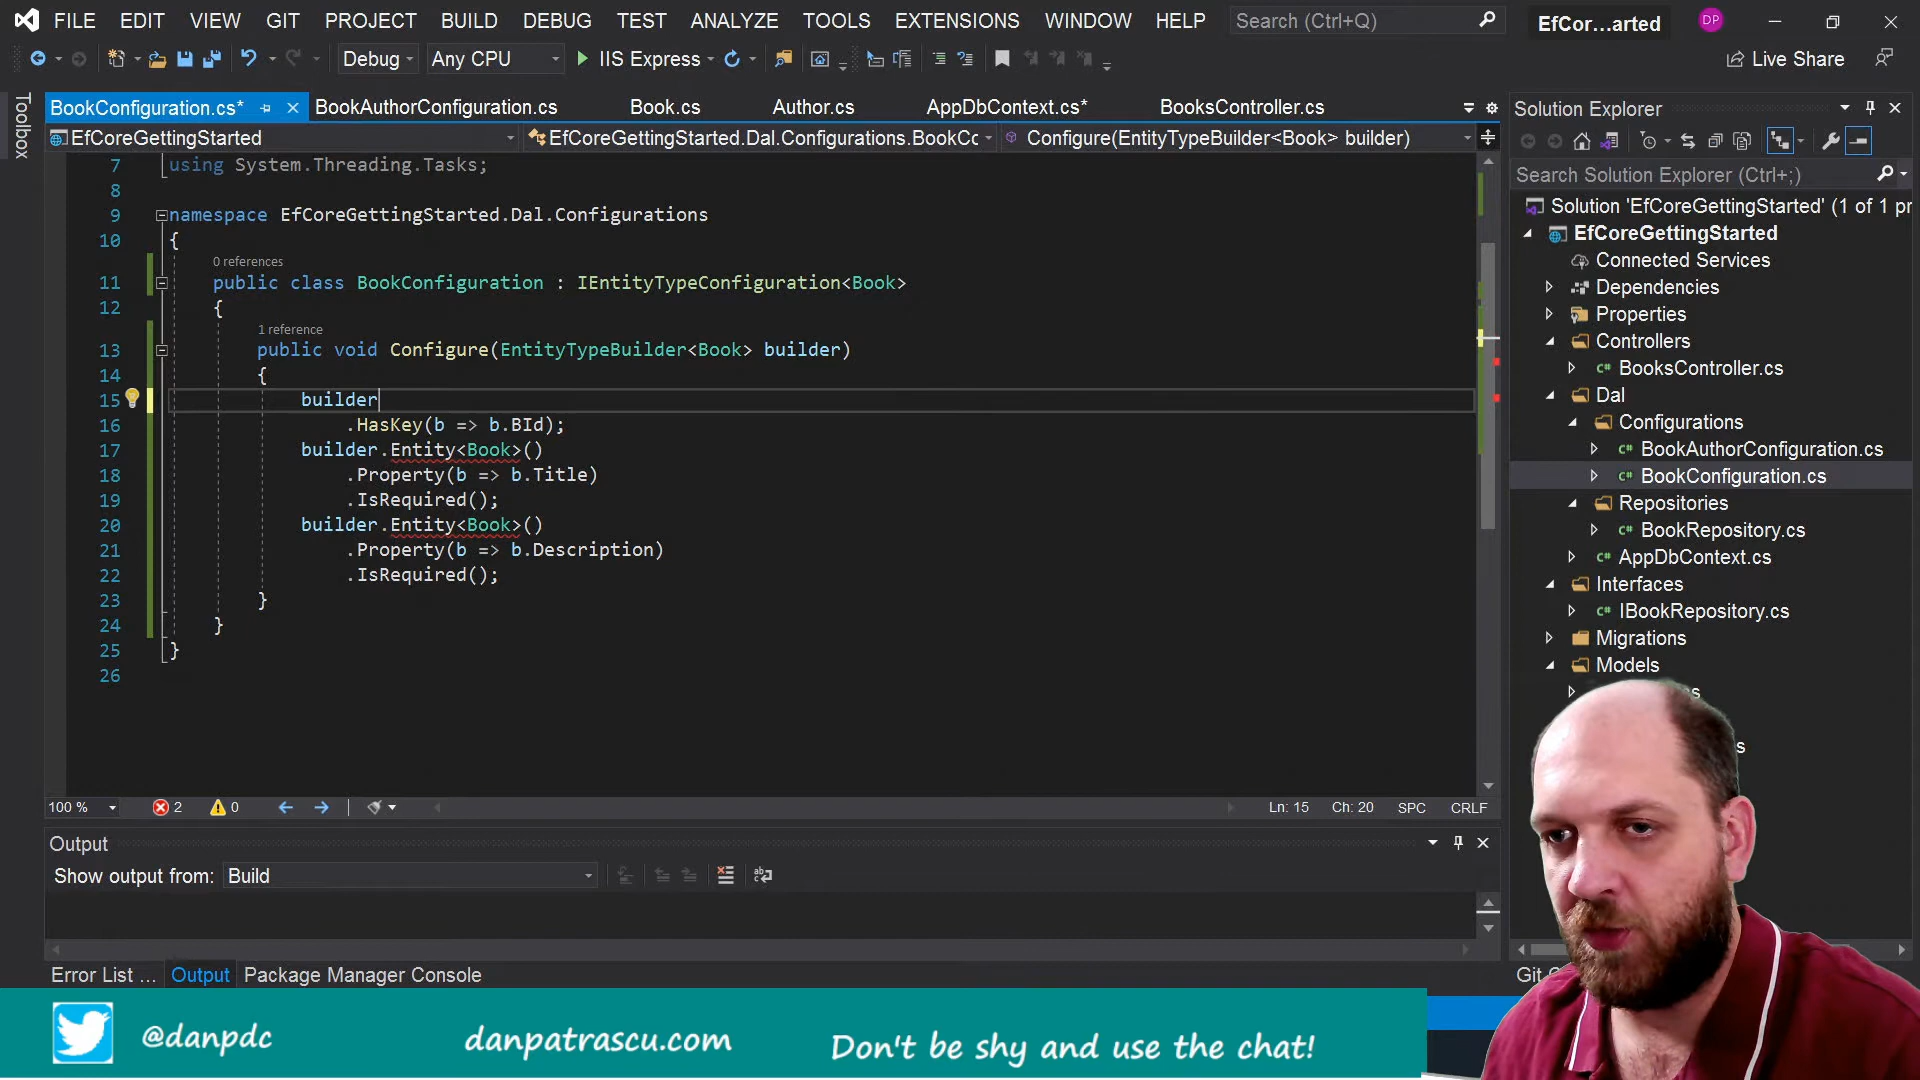 FILE EDIT VIEW GIT PROJECT BUILD DEBUG TEST ANALYZE TOOLS EXTENSIONS WINDOW HELP Search (Ctrl+Q) EfCor...arted DP
Debug Any CPU IIS Express Live Share
Toolbox
BookConfiguration.cs* BookAuthorConfiguration.cs Book.cs Author.cs AppDbContext.cs* BooksController.cs
EfCoreGettingStarted EfCoreGettingStarted.Dal.Configurations.BookCo Configure(EntityTypeBuilder<Book> builder)
7 using System.Threading.Tasks;
8
9 namespace EfCoreGettingStarted.Dal.Configurations
10 {
0 references
11 public class BookConfiguration : IEntityTypeConfiguration<Book>
12 {
1 reference
13 public void Configure(EntityTypeBuilder<Book> builder)
14 {
15 builder
16 .HasKey(b => b.BId);
17 builder.Entity<Book>()
18 .Property(b => b.Title)
19 .IsRequired();
20 builder.Entity<Book>()
21 .Property(b => b.Description)
22 .IsRequired();
23 }
24 }
25 }
26
100 % 2 0 Ln: 15 Ch: 20 SPC CRLF
Output
Show output from: Build
Error List ... Output Package Manager Console
Solution Explorer
Search Solution Explorer (Ctrl+;)
Solution 'EfCoreGettingStarted' (1 of 1 pr
EfCoreGettingStarted
Connected Services
Dependencies
Properties
Controllers
BooksController.cs
Dal
Configurations
BookAuthorConfiguration.cs
BookConfiguration.cs
Repositories
BookRepository.cs
AppDbContext.cs
Interfaces
IBookRepository.cs
Migrations
Models
@danpdc danpatrascu.com Don't be shy and use the chat!